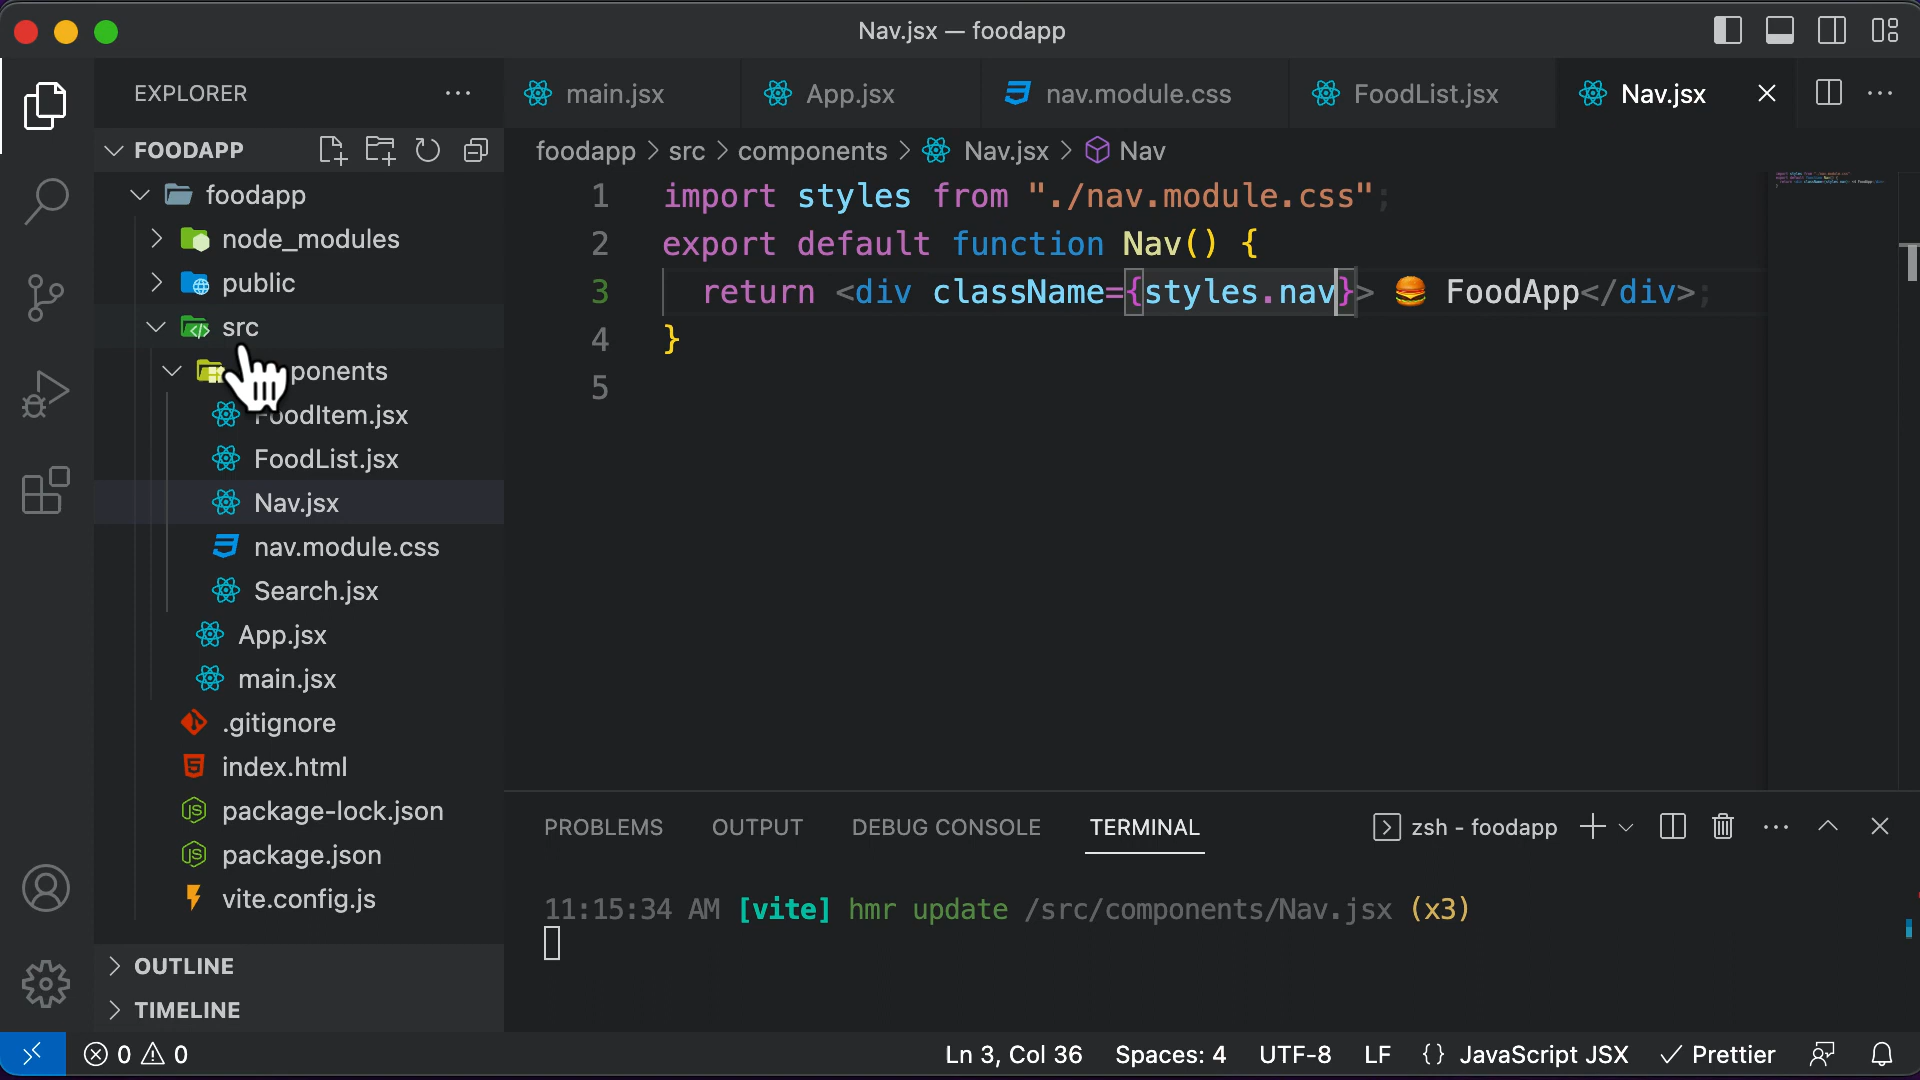 Nav.jsx — foodapp
EXPLORER
main.jsx
App.jsx
nav.module.css
FoodList.jsx
Nav.jsx
FOODAPP
foodapp > src > components > Nav.jsx > Nav
foodapp
node_modules
public
src
ponents
FoodItem.jsx
FoodList.jsx
Nav.jsx
nav.module.css
Search.jsx
App.jsx
main.jsx
.gitignore
index.html
package-lock.json
package.json
vite.config.js
OUTLINE
TIMELINE
1 import styles from "./nav.module.css";
2 export default function Nav() {
3 return <div className={styles.nav}> 🍔 FoodApp</div>;
4 }
5
PROBLEMS OUTPUT DEBUG CONSOLE TERMINAL
zsh - foodapp
11:15:34 AM [vite] hmr update /src/components/Nav.jsx (x3)
0 0
Ln 3, Col 36 Spaces: 4 UTF-8 LF {} JavaScript JSX Prettier